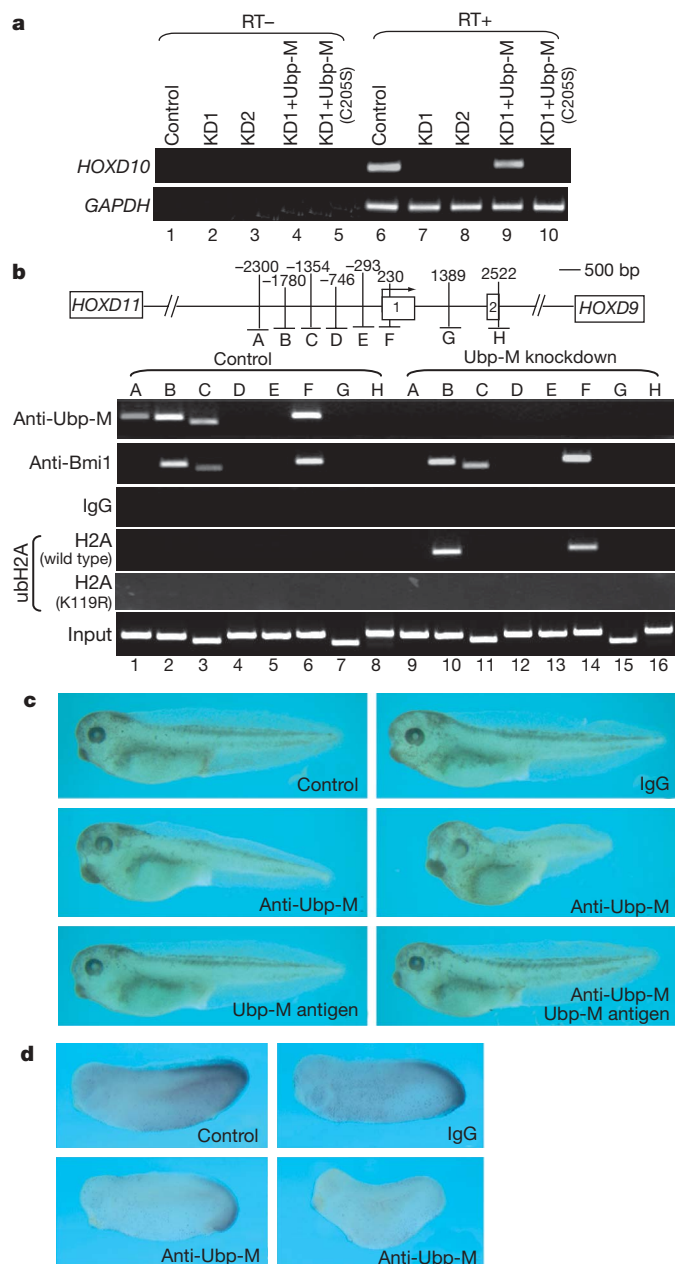 a
RT– RT+
Control KD1 KD2 KD1+Ubp-M KD1+Ubp-M (C205S) Control KD1 KD2 KD1+Ubp-M KD1+Ubp-M (C205S)
HOXD10
GAPDH
1 2 3 4 5 6 7 8 9 10
b
–2300 –1780 –1354 –746 –293 230 1389 2522 500 bp
HOXD11 1 2 HOXD9
A B C D E F G H
Control Ubp-M knockdown
A B C D E F G H A B C D E F G H
Anti-Ubp-M
Anti-Bmi1
IgG
ubH2A
H2A
(wild type)
H2A
(K119R)
Input
1 2 3 4 5 6 7 8 9 10 11 12 13 14 15 16
c
Control IgG
Anti-Ubp-M Anti-Ubp-M
Ubp-M antigen Anti-Ubp-M
Ubp-M antigen
d
Control IgG
Anti-Ubp-M Anti-Ubp-M